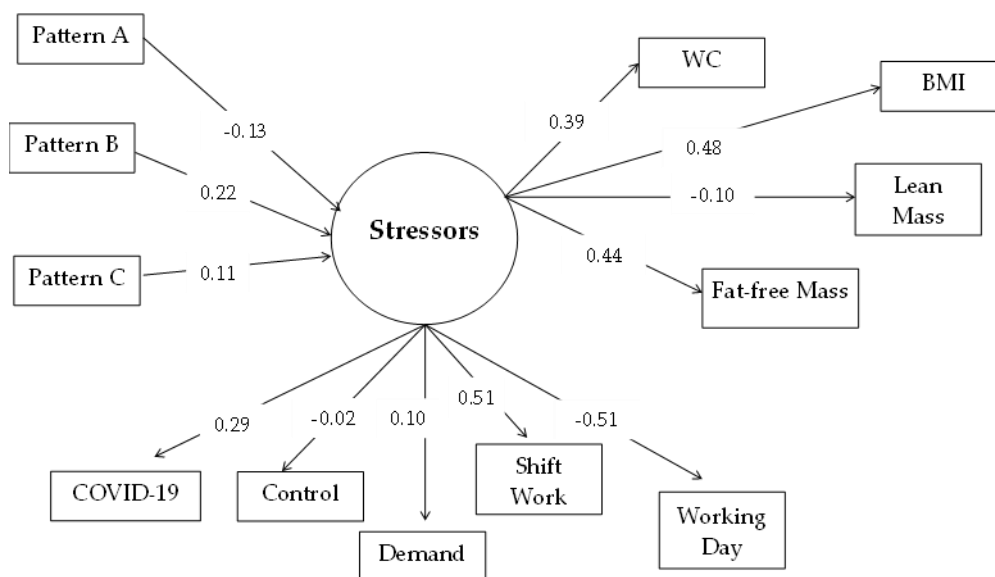 Pattern A
-0.13
Pattern B
0.22
Pattern C
0.11
Stressors
WC
0.39
BMI
0.48
Lean
Mass
-0.10
Fat-free Mass
0.44
COVID-19
0.29
Control
-0.02
Demand
0.10
Shift
Work
0.51
Working
Day
-0.51